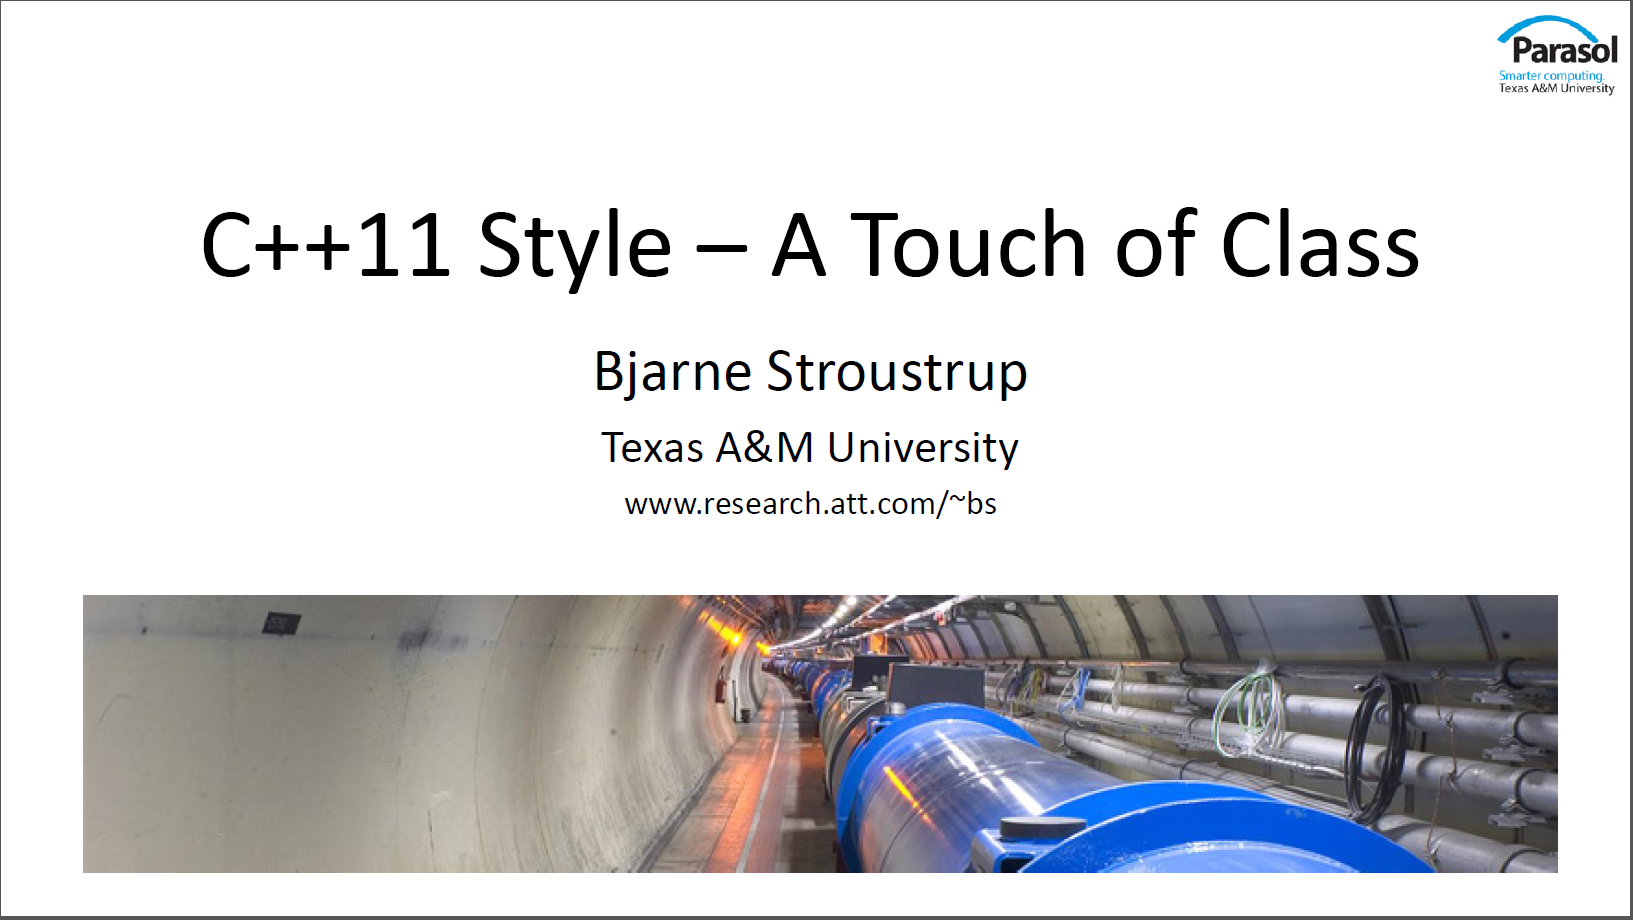 Parasol
Smarter computing.
Texas A&M University
C++11 Style – A Touch of Class
Bjarne Stroustrup
Texas A&M University
www.research.att.com/~bs